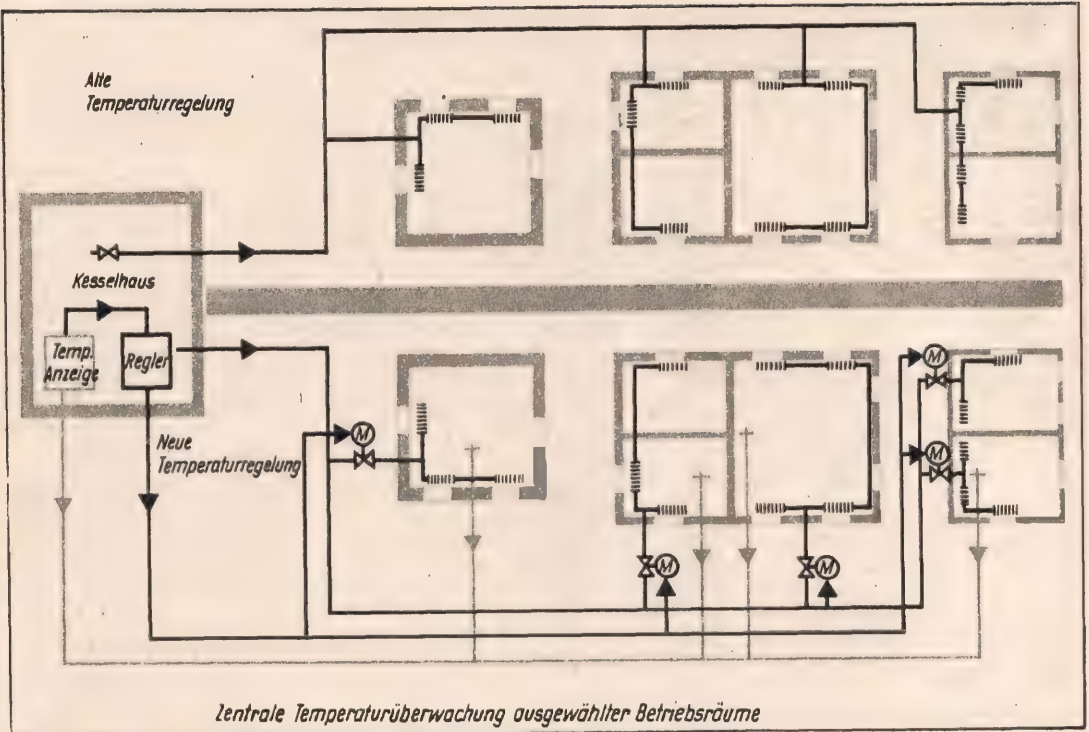 Alte
Temperaturregelung
Kesselhaus
Temp.
Anzeige
Regler
Neue
Temperaturregelung
M
M
M
M
M
Zentrale Temperaturüberwachung ausgewählter Betriebsräume